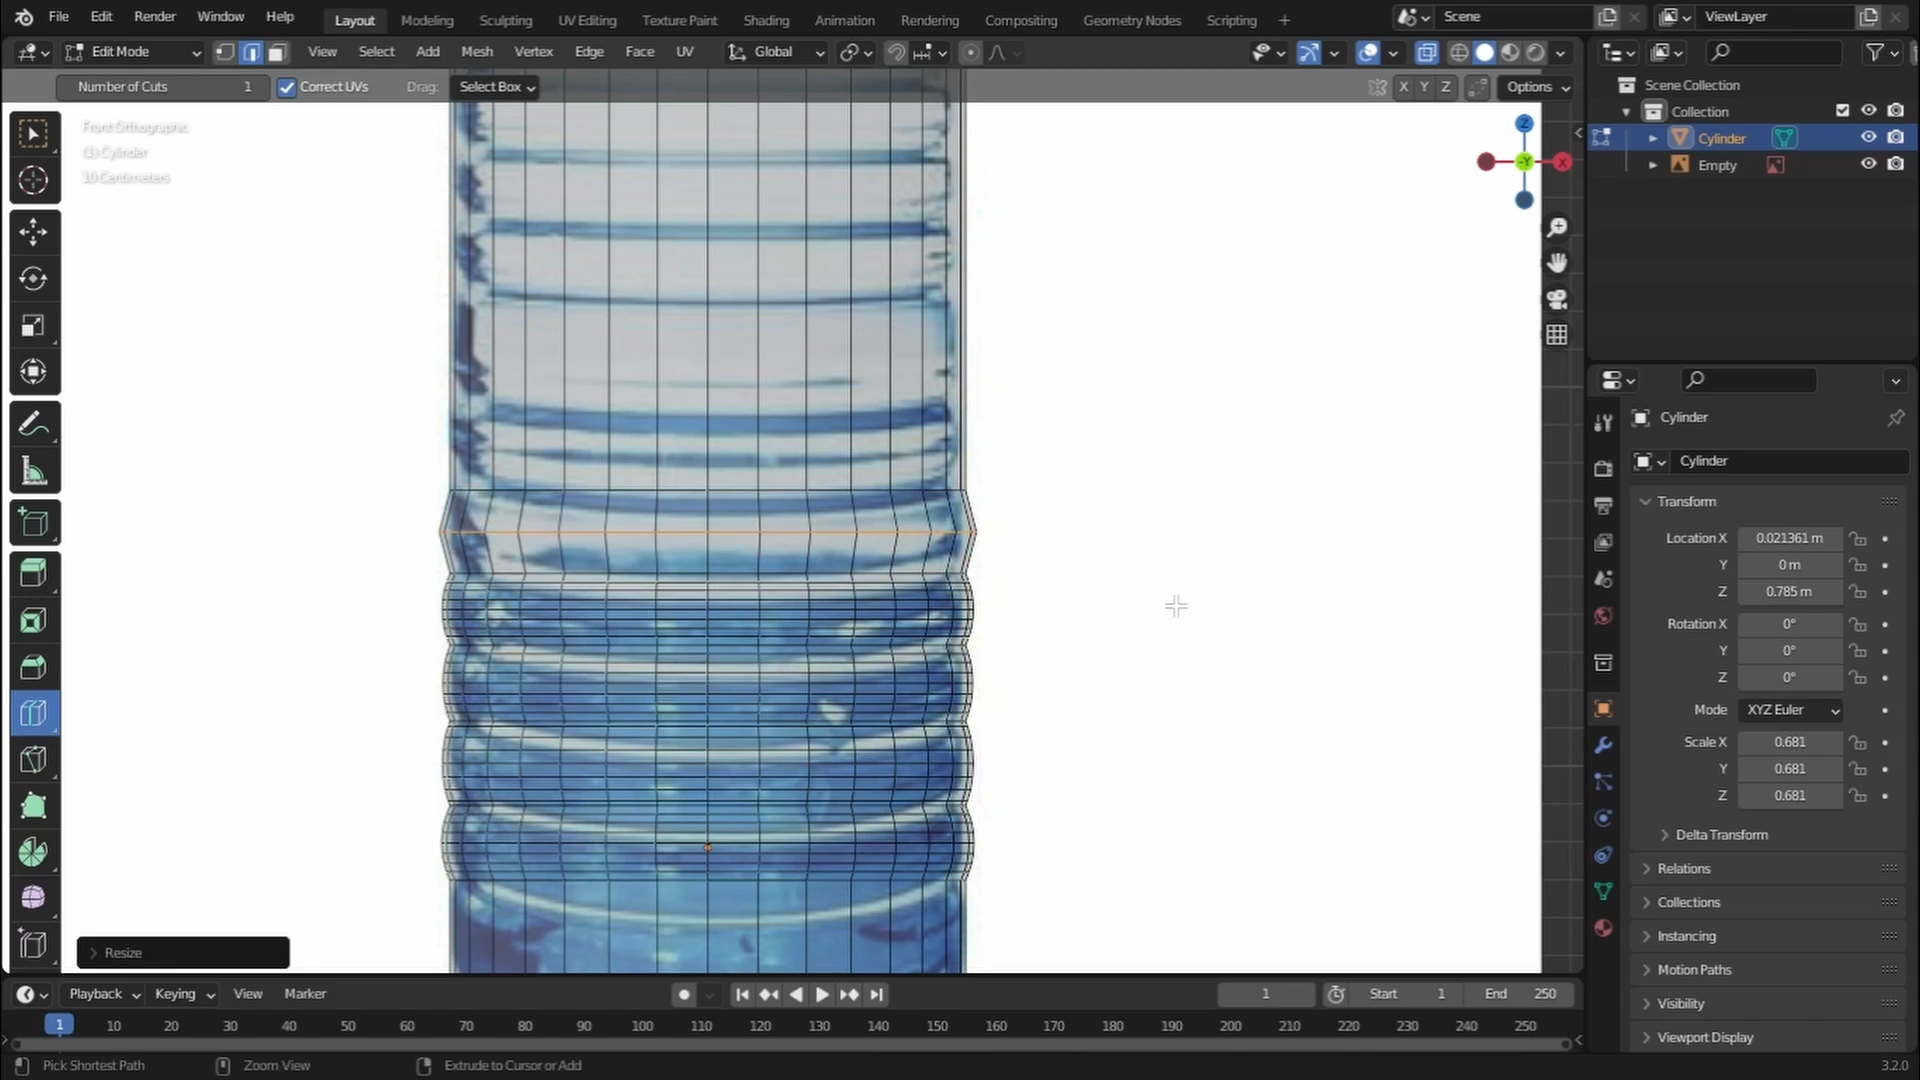 File Edit Render Window Help Layout Modeling Sculpting UV Editing Texture Paint Shading Animation Rendering Compositing Geometry Nodes Scripting + Scene ViewLayer
Edit Mode View Select Add Mesh Vertex Edge Face UV Global
Number of Cuts 1 Correct UVs Drag: Select Box X Y Z Options
Scene Collection
Collection
Cylinder
Empty
Front Orthographic
(1) Cylinder
10 Centimeters
Z
-Y
X
Cylinder
Cylinder
Transform
Location X 0.021361 m
Y 0 m
Z 0.785 m
Rotation X 0°
Y 0°
Z 0°
Mode XYZ Euler
Scale X 0.681
Y 0.681
Z 0.681
Delta Transform
Relations
Collections
Instancing
Motion Paths
Visibility
Viewport Display
Resize
Playback Keying View Marker 1 Start 1 End 250
1 10 20 30 40 50 60 70 80 90 100 110 120 130 140 150 160 170 180 190 200 210 220 230 240 250
Pick Shortest Path Zoom View Extrude to Cursor or Add 3.2.0